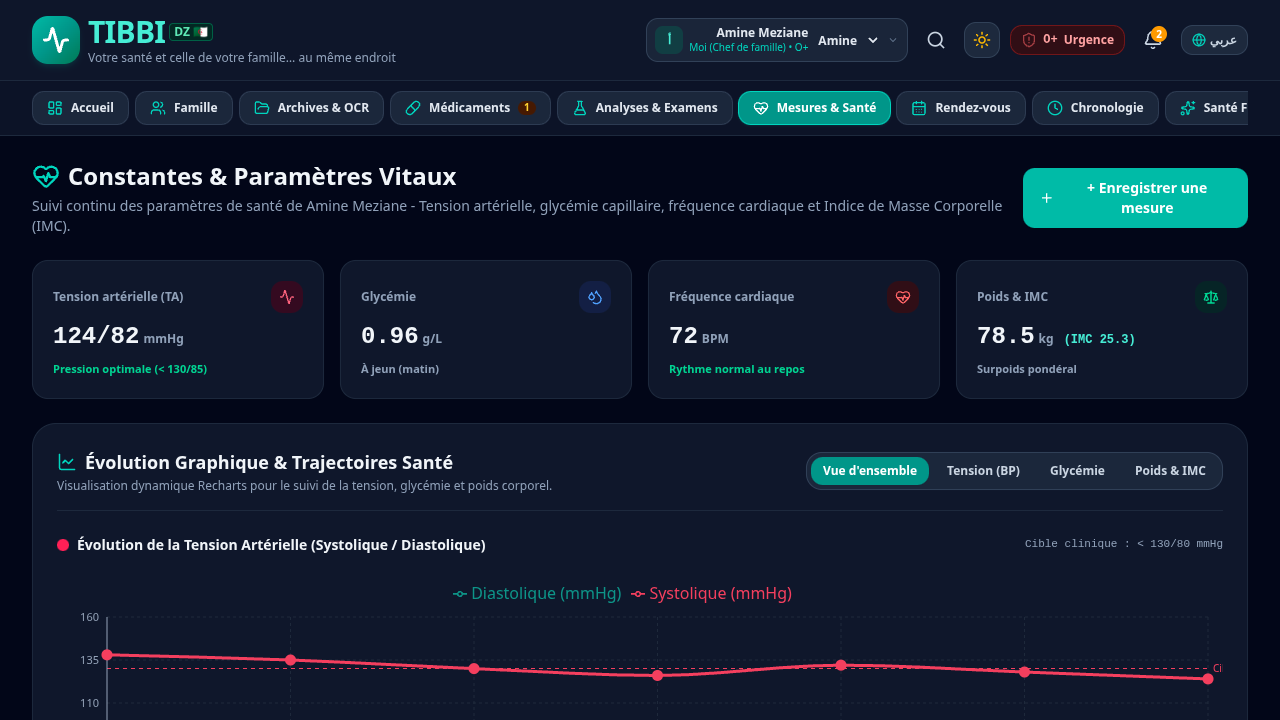 TIBBI DZ 🇩🇿
Votre santé et celle de votre famille... au même endroit
أ
Amine Meziane
Moi (Chef de famille) • O+
Amine
0+ Urgence
2
عربي
Accueil
Famille
Archives & OCR
Médicaments 1
Analyses & Examens
Mesures & Santé
Rendez-vous
Chronologie
Santé F
Constantes & Paramètres Vitaux
Suivi continu des paramètres de santé de Amine Meziane - Tension artérielle, glycémie capillaire, fréquence cardiaque et Indice de Masse Corporelle
(IMC).
+ Enregistrer une
mesure
Tension artérielle (TA)
124/82 mmHg
Pression optimale (< 130/85)
Glycémie
0.96 g/L
À jeun (matin)
Fréquence cardiaque
72 BPM
Rythme normal au repos
Poids & IMC
78.5 kg (IMC 25.3)
Surpoids pondéral
Évolution Graphique & Trajectoires Santé
Visualisation dynamique Recharts pour le suivi de la tension, glycémie et poids corporel.
Vue d'ensemble
Tension (BP)
Glycémie
Poids & IMC
Évolution de la Tension Artérielle (Systolique / Diastolique)
Cible clinique : < 130/80 mmHg
Diastolique (mmHg)
Systolique (mmHg)
160
135
Ci
110